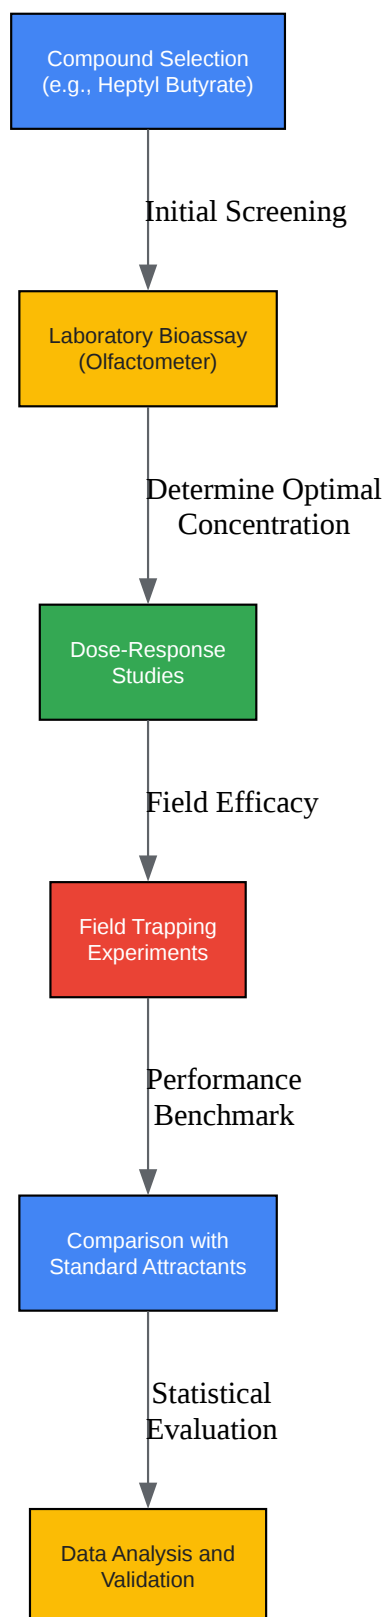 Compound Selection
(e.g., Heptyl Butyrate)
Initial Screening
Laboratory Bioassay
(Olfactometer)
Determine Optimal
Concentration
Dose-Response
Studies
Field Efficacy
Field Trapping
Experiments
Performance
Benchmark
Comparison with
Standard Attractants
Statistical
Evaluation
Data Analysis and
Validation